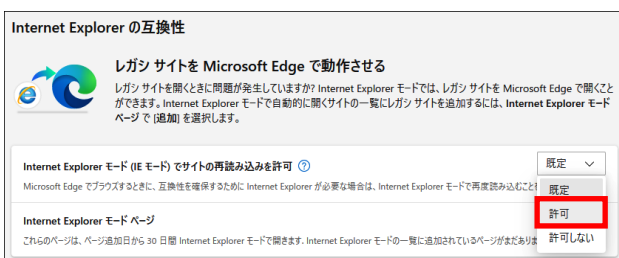 Internet Explorer の互換性
レガシ サイトを Microsoft Edge で動作させる
レガシ サイトを開くときに問題が発生していますか? Internet Explorer モードでは、レガシ サイトを Microsoft Edge で開くこと
ができます。Internet Explorer モードで自動的に開くサイトの一覧にレガシ サイトを追加するには、Internet Explorer モード
ページ で [追加] を選択します。
Internet Explorer モード (IE モード) でサイトの再読み込みを許可 ?
既定
Microsoft Edge でブラウズするときに、互換性を確保するために Internet Explorer が必要な場合は、Internet Explorer モードで再度読み込むこと
既定
許可
許可しない
Internet Explorer モード ページ
これらのページは、ページ追加日から 30 日間 Internet Explorer モードで開きます. Internet Explorer モードの一覧に追加されているページがまだあり